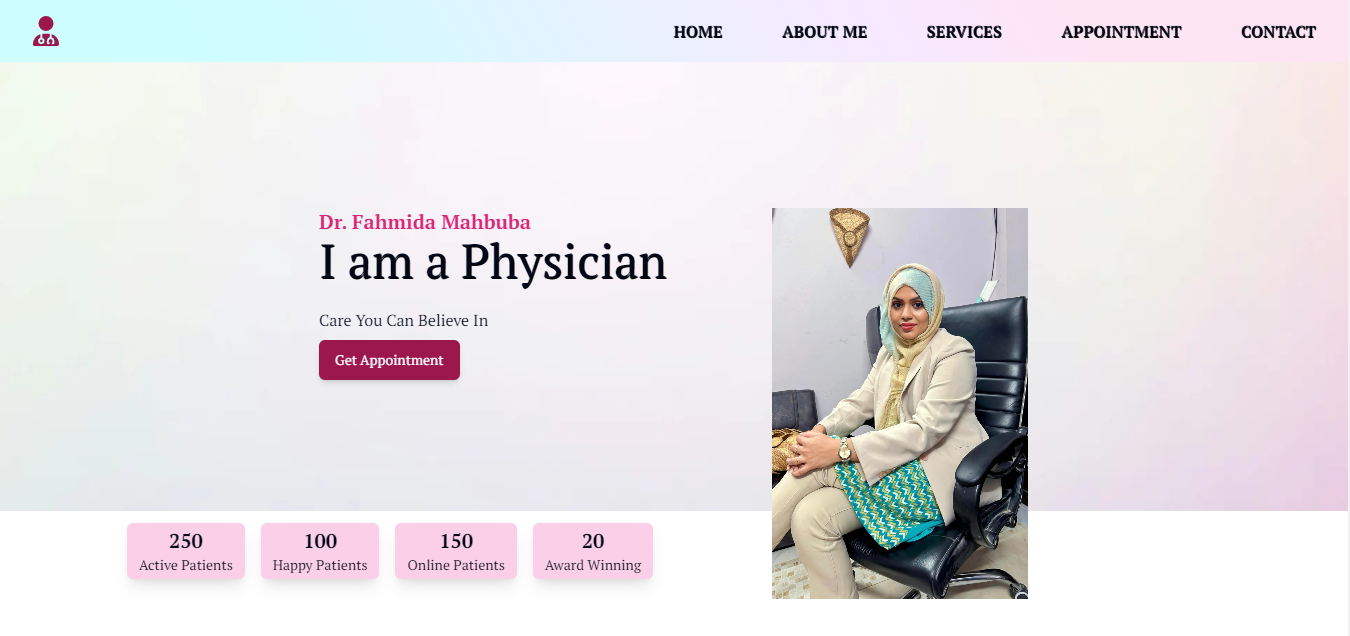 HOME ABOUT ME SERVICES APPOINTMENT CONTACT
Dr. Fahmida Mahbuba
I am a Physician
Care You Can Believe In
Get Appointment
250 100 150 20
Active Patients Happy Patients Online Patients Award Winning